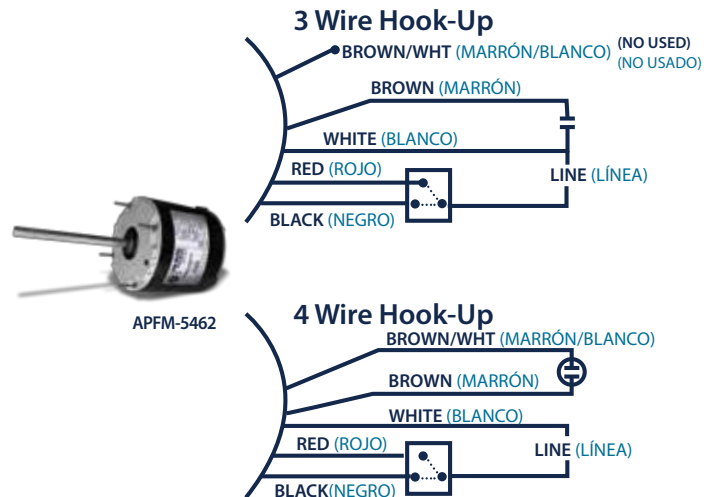 3 Wire Hook-Up
BROWN/WHT (MARRÓN/BLANCO) (NO USED)
(NO USADO)
BROWN (MARRÓN)
WHITE (BLANCO)
RED (ROJO)
LINE (LÍNEA)
BLACK (NEGRO)
APFM-5462
4 Wire Hook-Up
BROWN/WHT (MARRÓN/BLANCO)
BROWN (MARRÓN)
WHITE (BLANCO)
RED (ROJO)
LINE (LÍNEA)
BLACK(NEGRO)